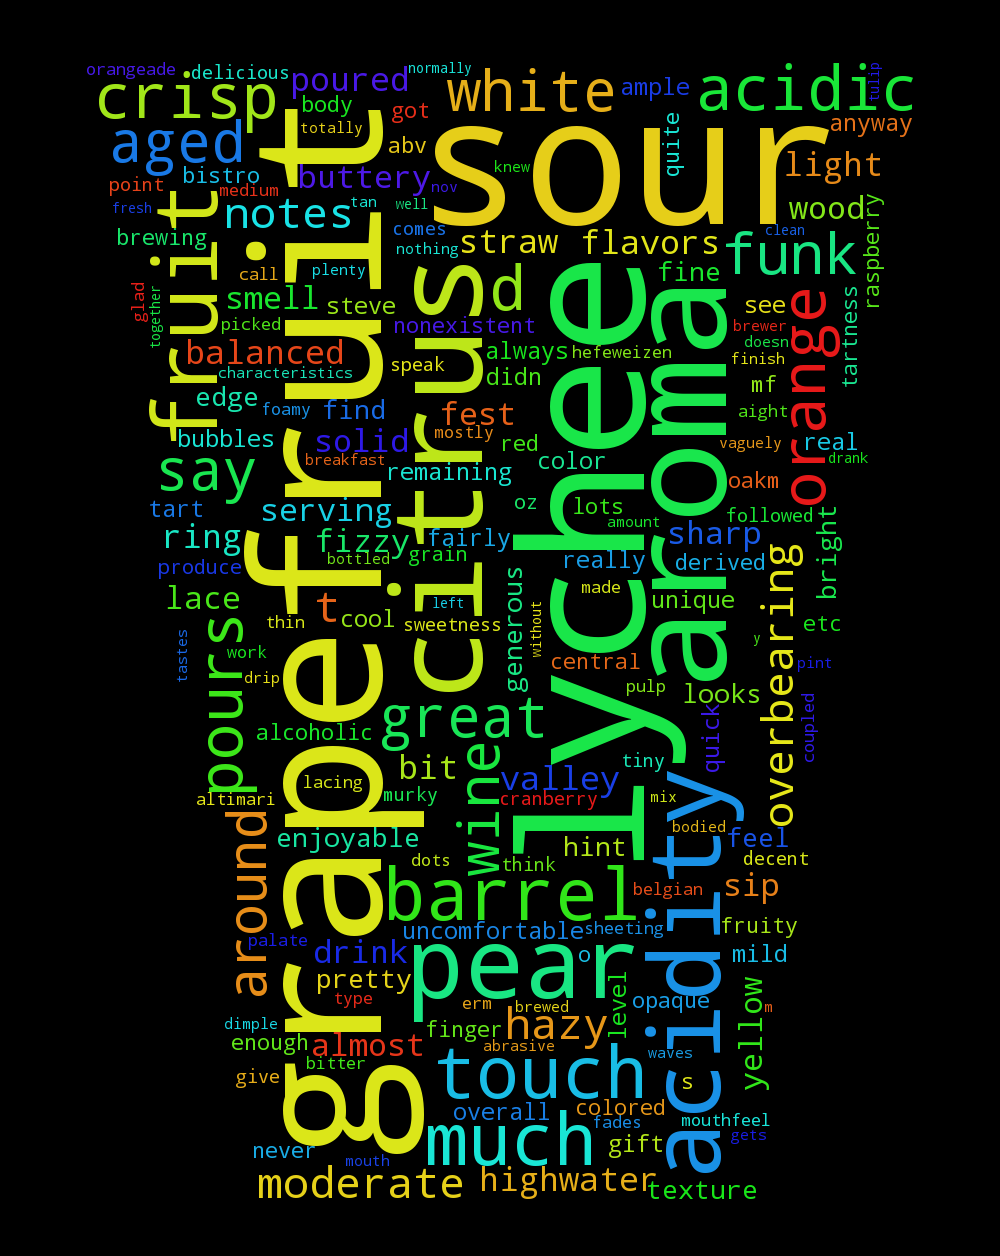 orangeade
delicious
poured
normally
white
ample
acidic
tulip
crisp
body
got
totally
sour
anyway
aged
abv
quite
light
bistro
buttery
knew
point
medium
nov
fresh
notes
tan
well
wood
raspberry
brewing
comes
clean
fruit
grapefruit
nothing
straw
flavors
funk
call
plenty
citrus
d
lychee
aroma
fine
glad
together
smell
steve
see
orange
tartness
picked
nonexistent
brewer
balanced
always
hefeweizen
doesn
characteristics
speak
didn
finish
edge
foamy
find
fest
mf
aight
bubbles
solid
mostly
red
vaguely
real
breakfast
color
drank
say
remaining
oakm
tart
serving
oz
lots
followed
ring
fizzy
fairly
amount
sharp
bright
bottled
grain
really
derived
produce
lace
t
cool
left
made
unique
thin
sweetness
generous
without
etc
tastes
pours
work
y
overbearing
drip
central
pint
pulp
looks
alcoholic
great
quick
coupled
bit
wine
tiny
lacing
valley
acidity
altimari
murky
cranberry
mix
around
enjoyable
bodied
feel
dots
think
hint
decent
barrel
belgian
sip
palate
uncomfortable
sheeting
fruity
drink
pear
o
mild
pretty
level
yellow
type
erm
brewed
opaque
m
dimple
finger
hazy
enough
almost
abrasive
waves
bitter
touch
give
s
overall
colored
mouthfeel
much
fades
gets
never
gift
mouth
moderate
highwater
texture